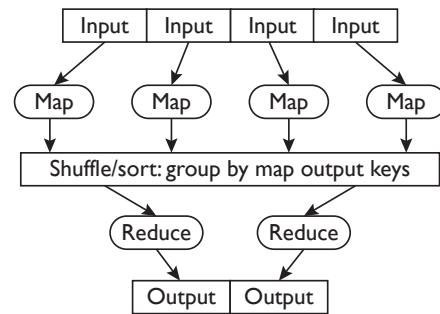 Input Input Input Input
Map Map Map Map
Shuffle/sort: group by map output keys
Reduce Reduce
Output Output